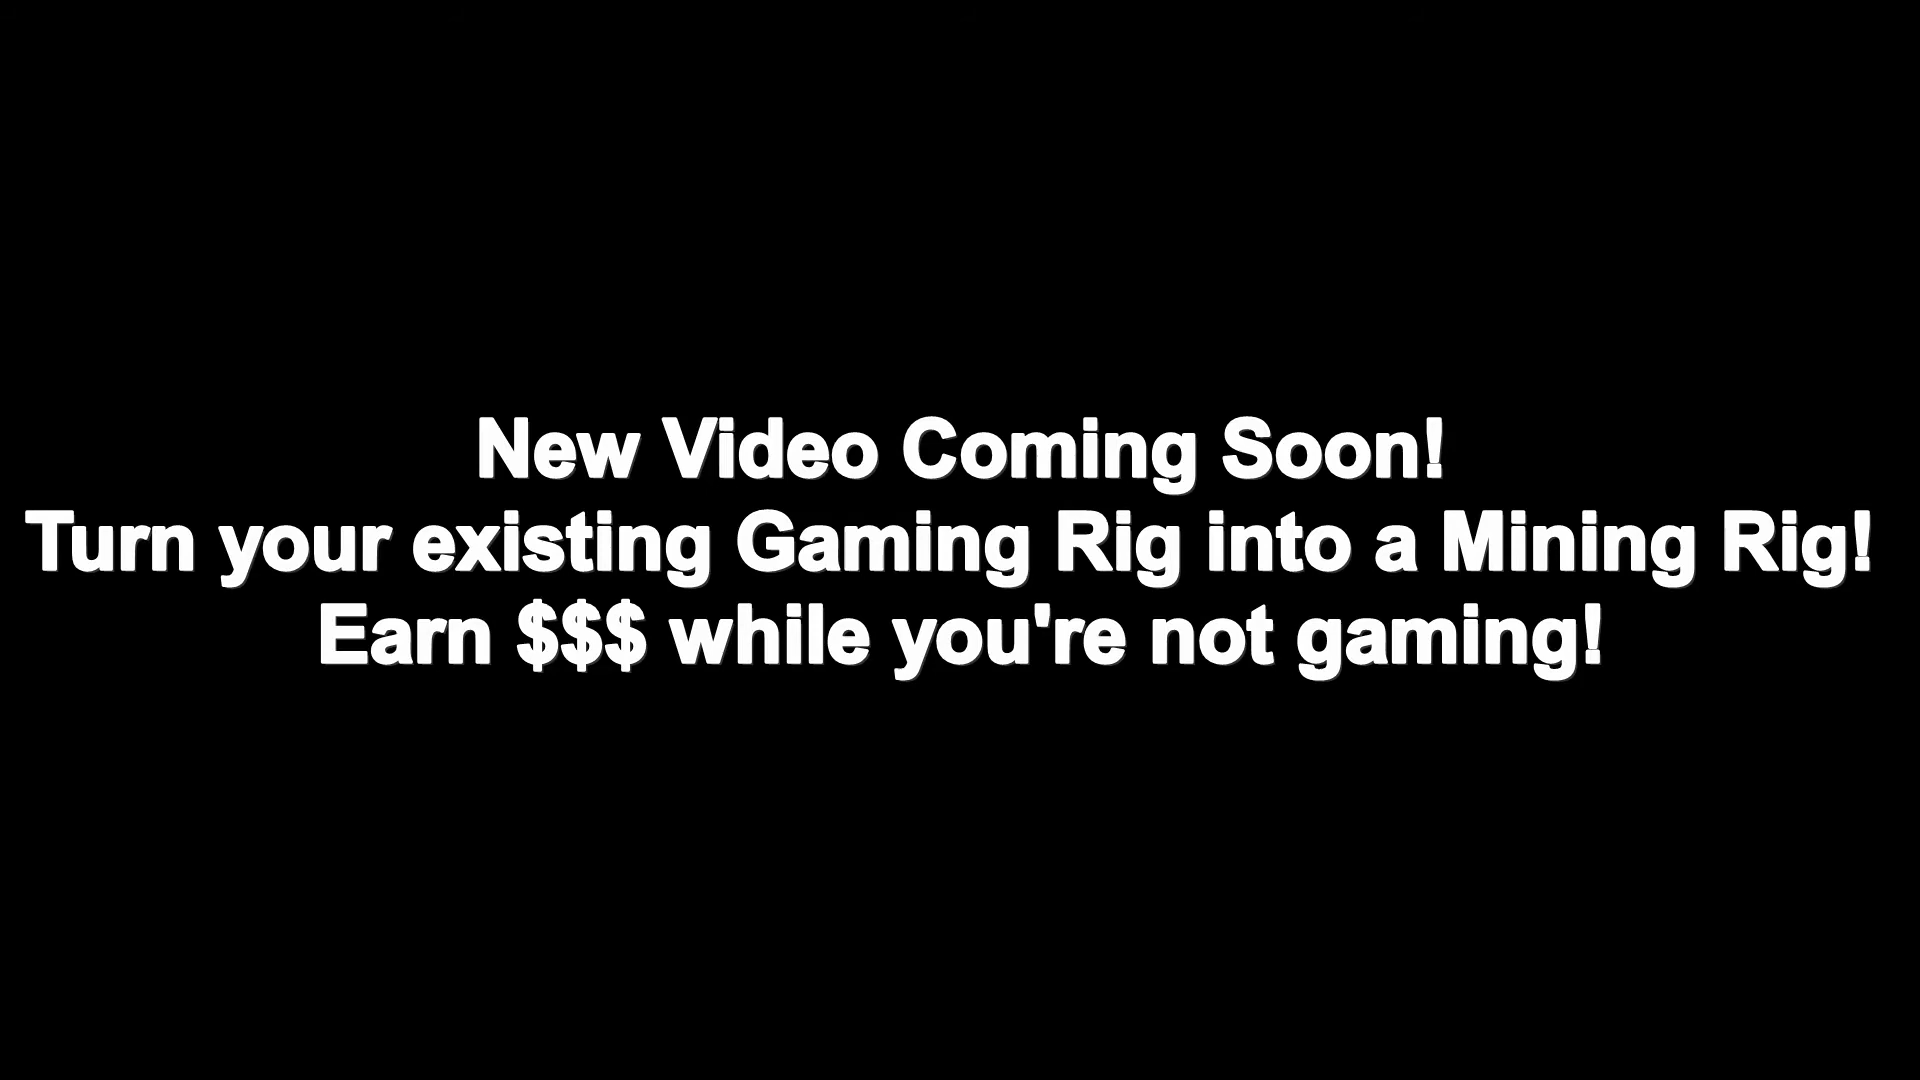 New Video Coming Soon!
Turn your existing Gaming Rig into a Mining Rig!
Earn $$$ while you're not gaming!